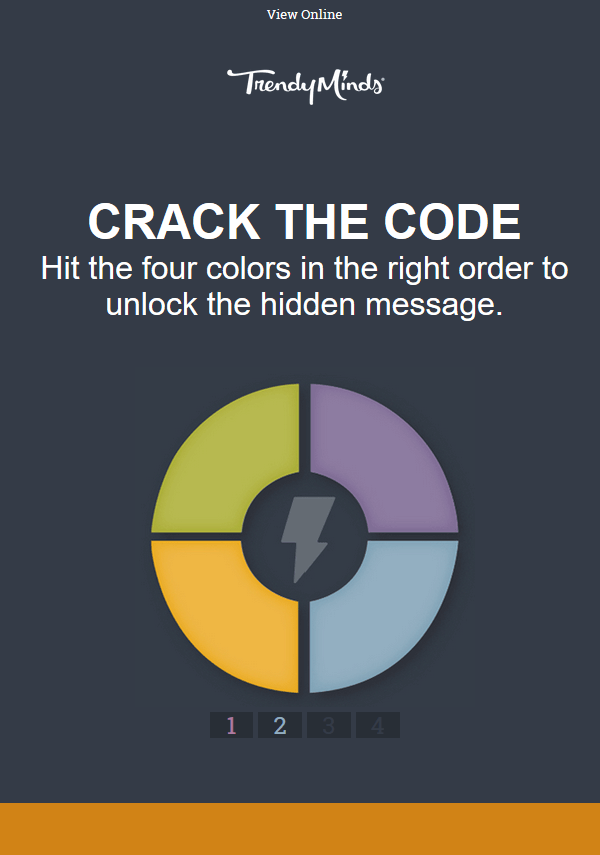 View Online
TrendyMinds
CRACK THE CODE
Hit the four colors in the right order to
unlock the hidden message.
1 2 3 4